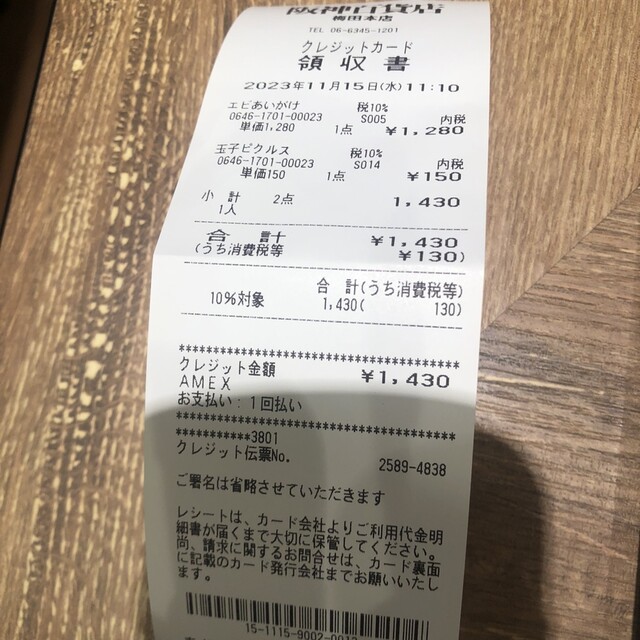 阪神百貨店
梅田本店
TEL 06-6345-1201
クレジットカード
領収書
2023年11月15日(水)11:10
エビあいがけ 税10%
0646-1701-00023 S005 内税
単価1,280 1点 ¥1,280
玉子ピクルス 税10%
0646-1701-00023 S014 内税
単価150 1点 ¥150
小計 2点 1,430
1人
合計 ¥1,430
(うち消費税等 ¥130)
合計(うち消費税等)
10%対象 1,430( 130)
クレジット金額 ¥1,430
AMEX
お支払い:1回払い
***********3801
クレジット伝票No. 2589-4838
ご署名は省略させていただきます
レシートは、カード会社よりご利用代金明
細書が届くまで大切に保管してください。
尚、請求に関するお問合せは、カード裏面
に記載のカード発行会社までお願いいたし
ます。